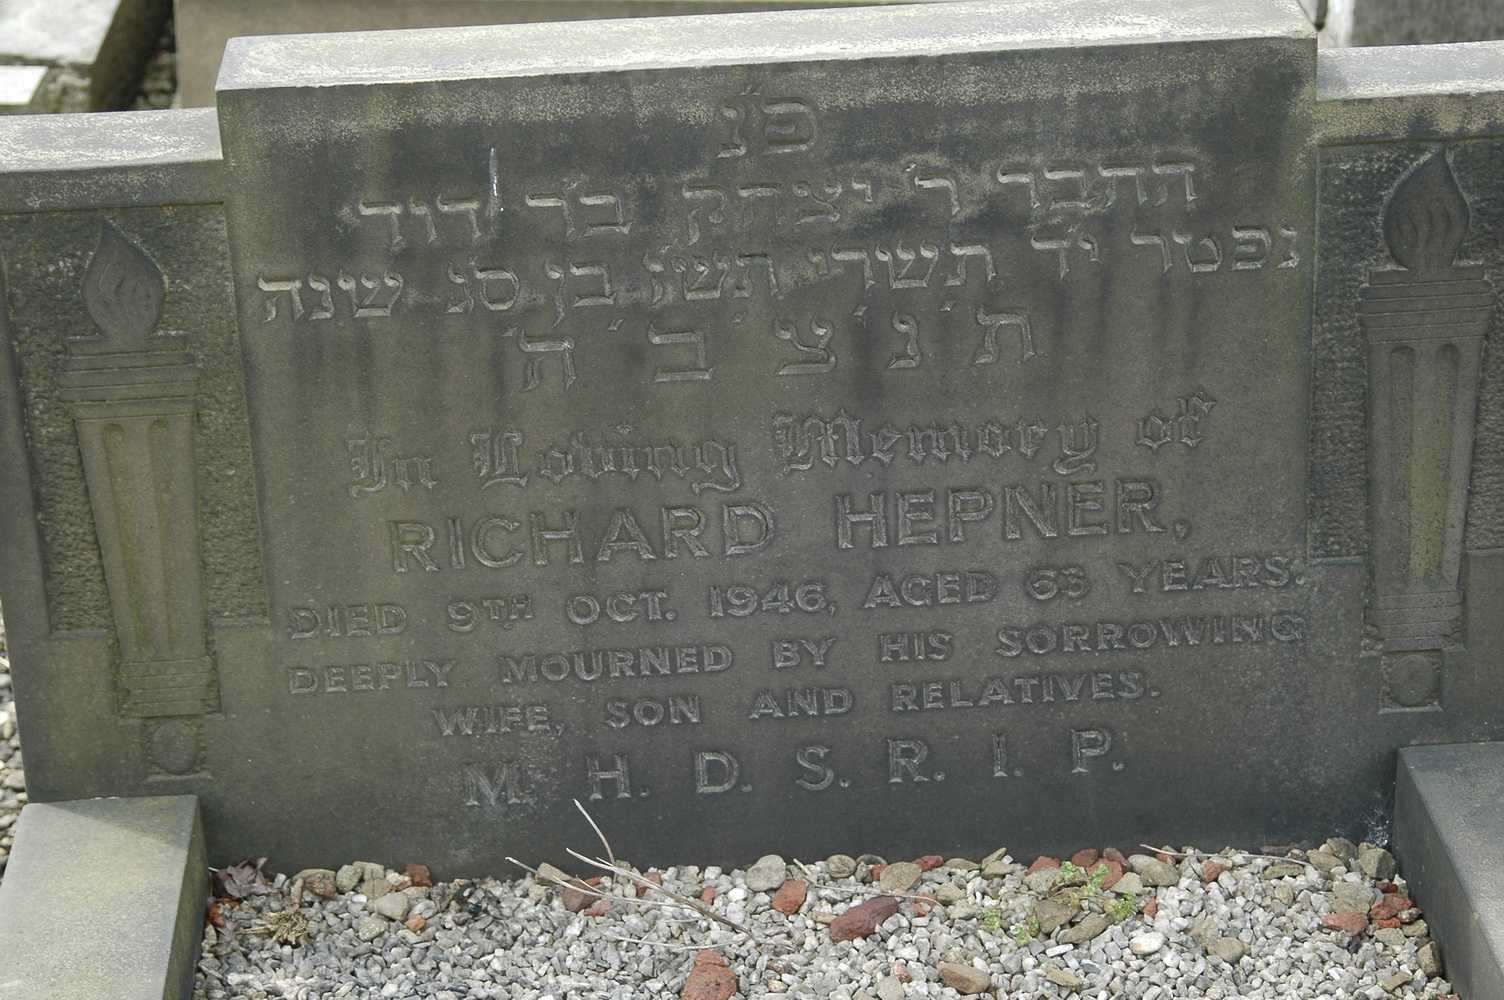 פ״נ
החבר ר׳ יצחק בר׳ דוד
נפטר יד תשרי תש״ז בן סג שנה
ת׳נ׳צ׳ב׳ה׳
In Loving Memory of
RICHARD HEPNER,
DIED 9TH OCT. 1946, AGED 63 YEARS.
DEEPLY MOURNED BY HIS SORROWING
WIFE, SON AND RELATIVES.
M. H. D. S. R. I. P.